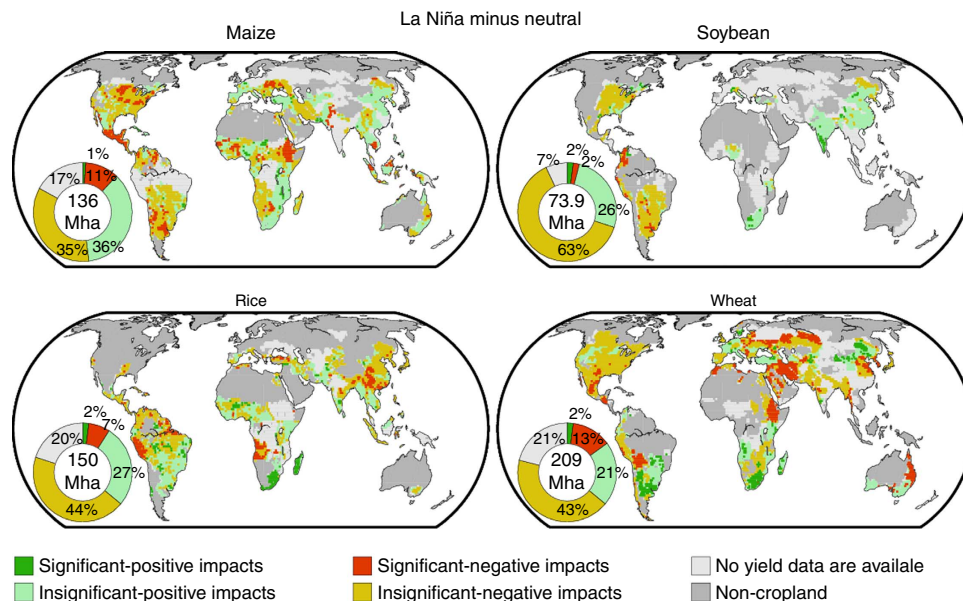 La Niña minus neutral
Maize
Soybean
1%
17%
11%
136
Mha
35%
36%
2%
7%
2%
73.9
Mha
26%
63%
Rice
Wheat
2%
20%
7%
150
Mha
27%
44%
2%
21%
13%
209
Mha
21%
43%
Significant-positive impacts
Significant-negative impacts
No yield data are availale
Insignificant-positive impacts
Insignificant-negative impacts
Non-cropland